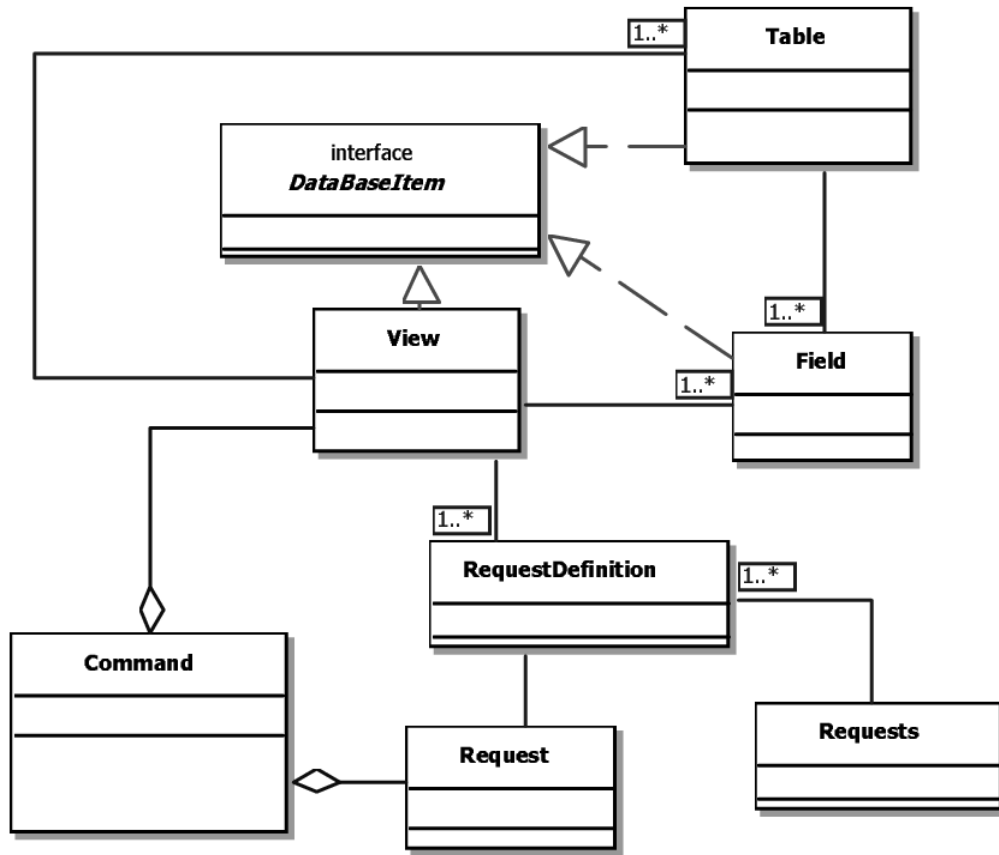 1..*
Table
interface
DataBaseItem
1..*
View
Field
1..*
1..*
RequestDefinition
1..*
Command
Request
Requests